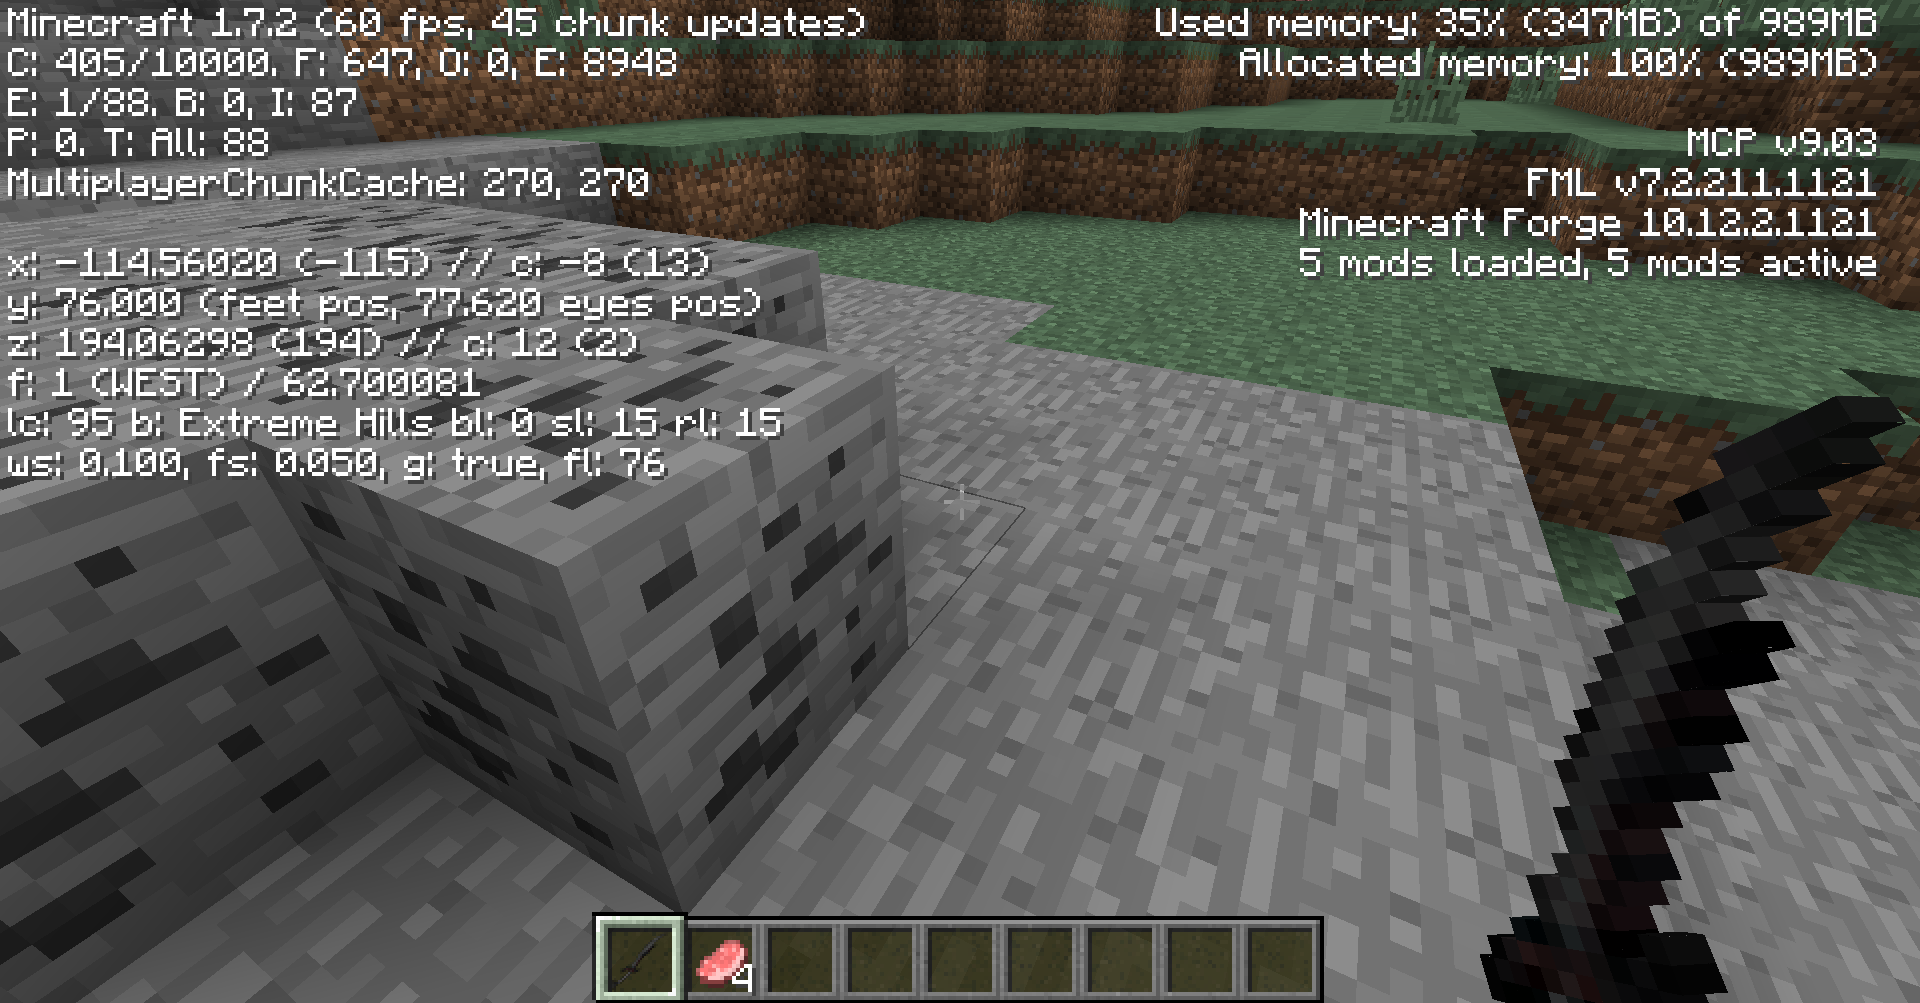 Minecraft 1.7.2 (60 fps, 45 chunk updates)
C: 405/10000. F: 647, O: 0, E: 8948
E: 1/88. B: 0, I: 87
P: 0. T: All: 88
MultiplayerChunkCache: 270, 270
x: -114.56020 (-115) // c: -8 (13)
y: 76.000 (feet pos, 77.620 eyes pos)
z: 194.06298 (194) // c: 12 (2)
f: 1 (WEST) / 62.700081
lc: 95 b: Extreme Hills bl: 0 sl: 15 rl: 15
ws: 0.100, fs: 0.050, g: true, fl: 76
Used memory: 35% (347MB) of 989MB
Allocated memory: 100% (989MB)
MCP v9.03
FML v7.2.211.1121
Minecraft Forge 10.12.2.1121
5 mods loaded, 5 mods active
4